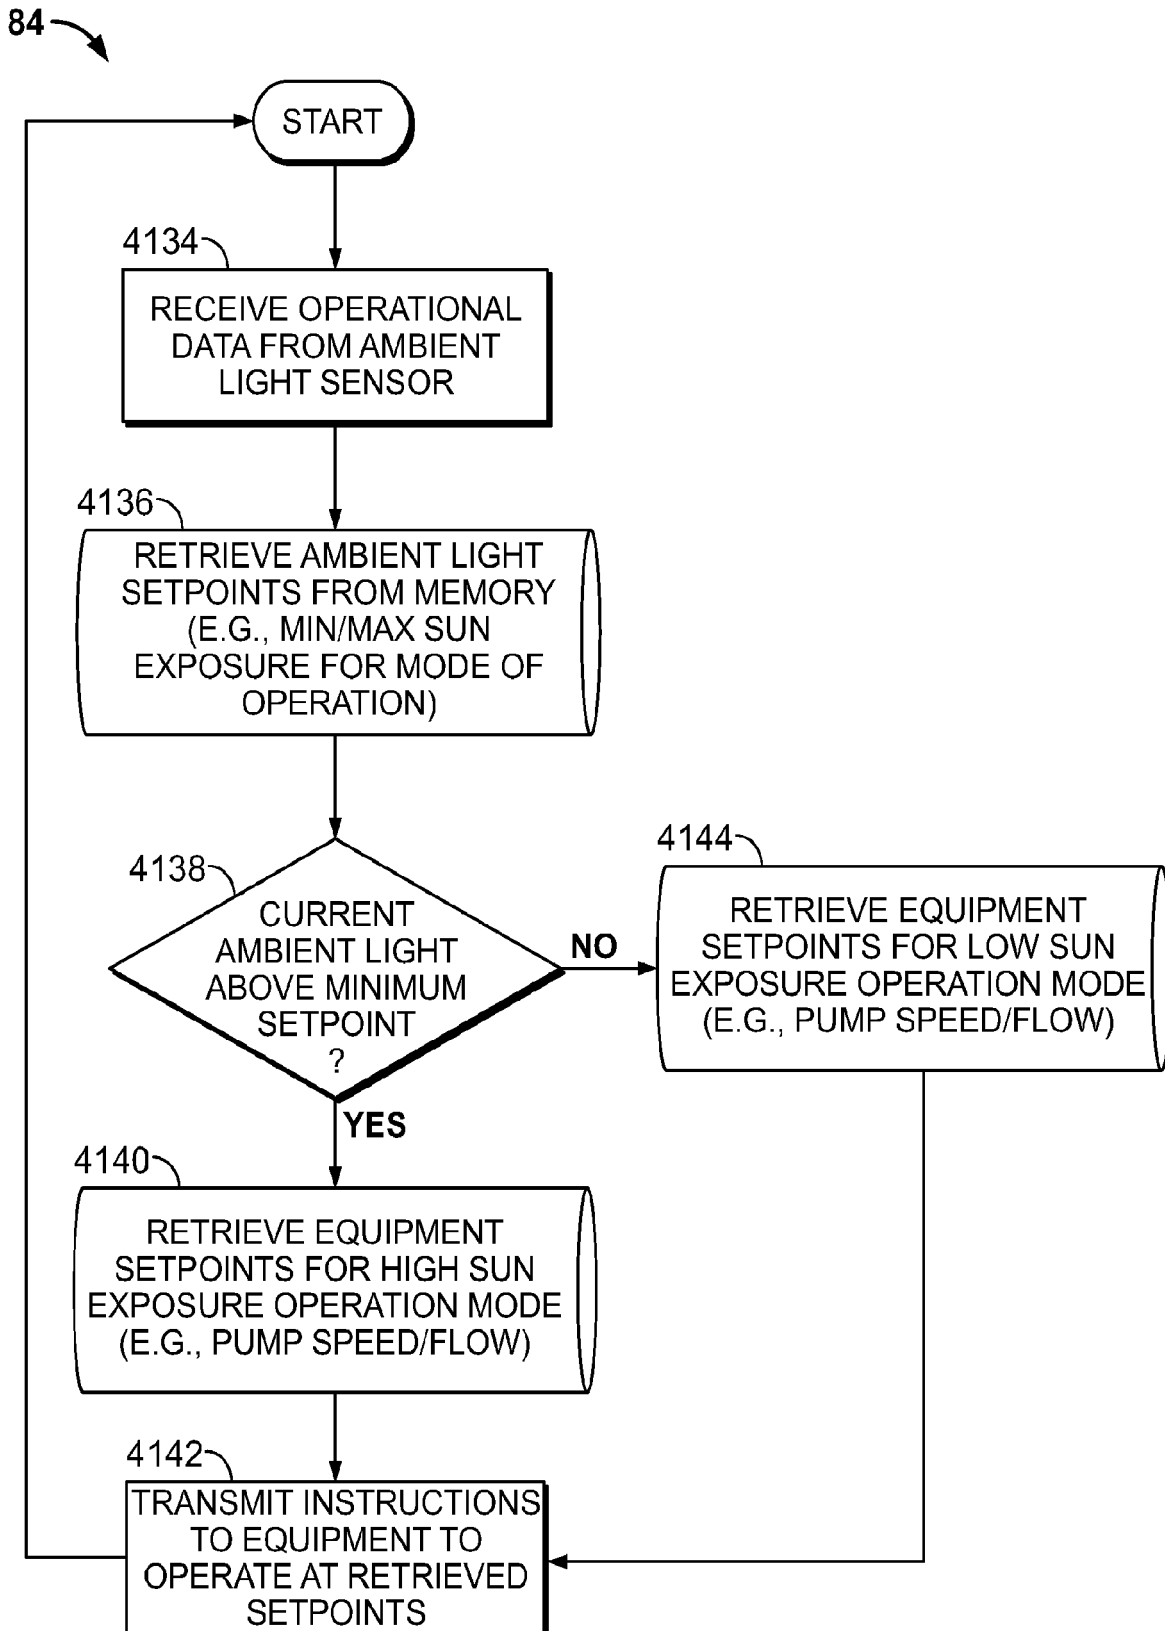 84
START
4134
RECEIVE OPERATIONAL
DATA FROM AMBIENT
LIGHT SENSOR
4136
RETRIEVE AMBIENT LIGHT
SETPOINTS FROM MEMORY
(E.G., MIN/MAX SUN
EXPOSURE FOR MODE OF
OPERATION)
4138
CURRENT
AMBIENT LIGHT
ABOVE MINIMUM
SETPOINT
?
NO
4144
RETRIEVE EQUIPMENT
SETPOINTS FOR LOW SUN
EXPOSURE OPERATION MODE
(E.G., PUMP SPEED/FLOW)
YES
4140
RETRIEVE EQUIPMENT
SETPOINTS FOR HIGH SUN
EXPOSURE OPERATION MODE
(E.G., PUMP SPEED/FLOW)
4142
TRANSMIT INSTRUCTIONS
TO EQUIPMENT TO
OPERATE AT RETRIEVED
SETPOINTS